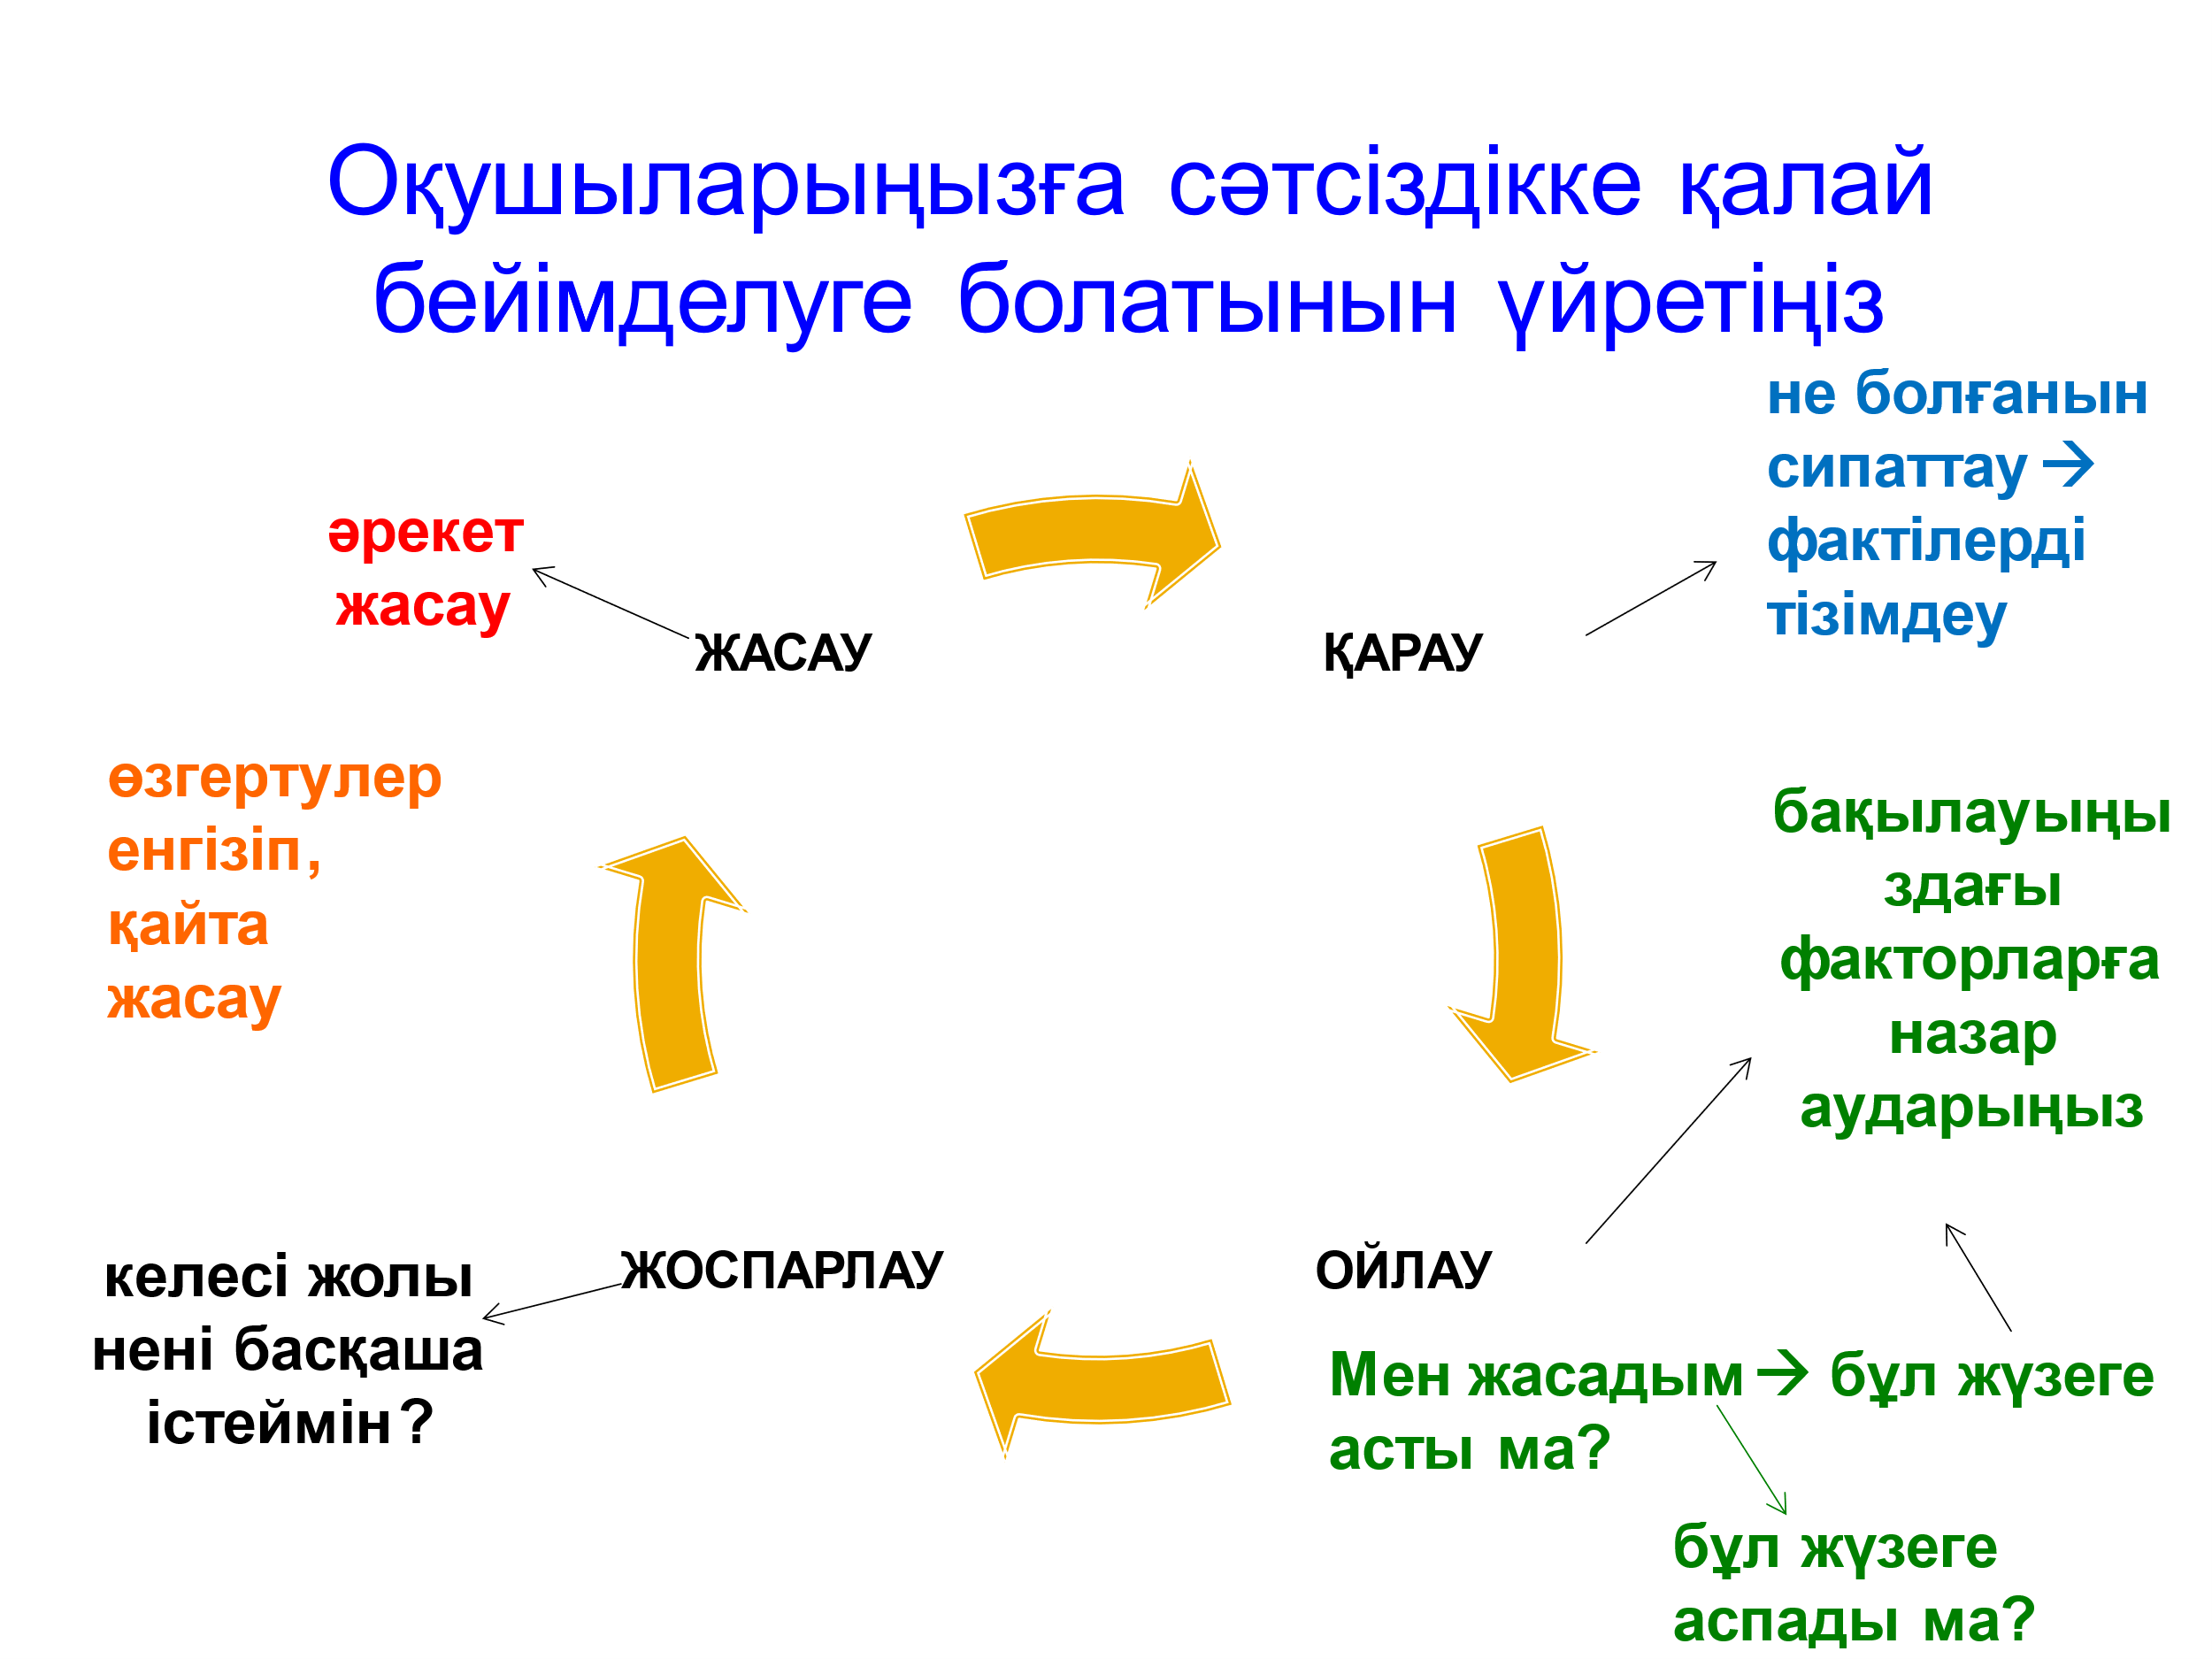 Оқушыларыңызға сәтсіздікке қалай
бейімделуге болатынын үйретіңіз
не болғанын
сипаттау →
фактілерді
тізімдеу
әрекет
жасау
ЖАСАУ
ҚАРАУ
өзгертулер
енгізіп,
қайта
жасау
бақылауыңы
здағы
факторларға
назар
аударыңыз
ЖОСПАРЛАУ
ОЙЛАУ
келесі жолы
нені басқаша
істеймін?
Мен жасадым → бұл жүзеге
асты ма?
бұл жүзеге
аспады ма?